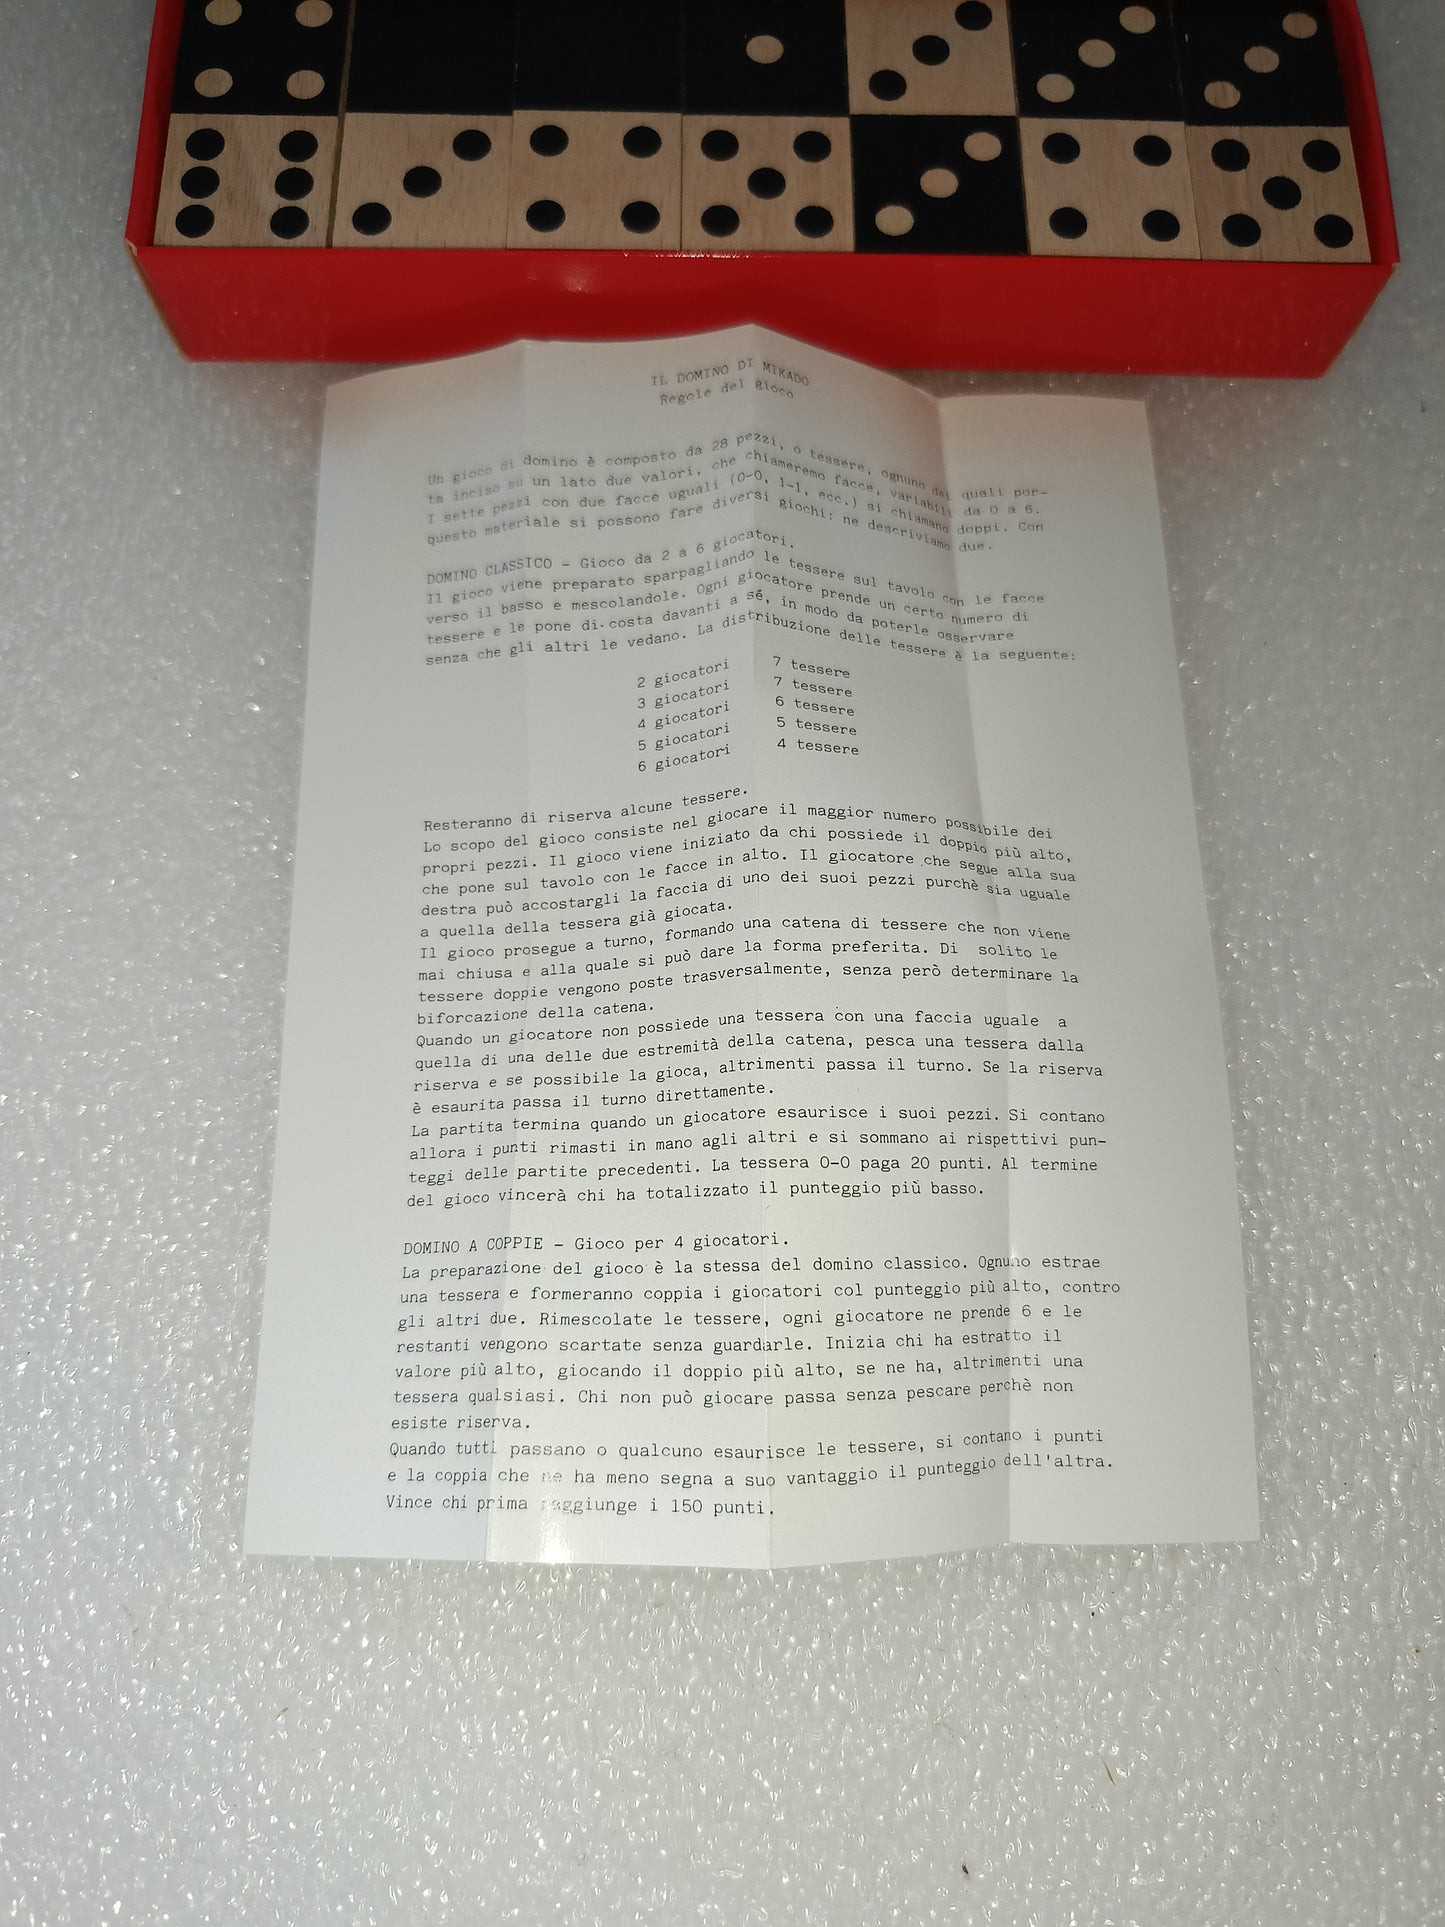 IL DOMINO DI MIKADO
Regole del gioco
Un gioco di domino è composto da 28 pezzi, o tessere, ognuno dei quali por-
ta inciso su un lato due valori, che chiameremo facce, variabili da 0 a 6.
I sette pezzi con due facce uguali (0-0, 1-1, ecc.) si chiamano doppi. Con
questo materiale si possono fare diversi giochi: ne descriviamo due.
DOMINO CLASSICO - Gioco da 2 a 6 giocatori.
Il gioco viene preparato sparpagliando le tessere sul tavolo con le facce
verso il basso e mescolandole. Ogni giocatore prende un certo numero di
tessere e le pone di costa davanti a sé, in modo da poterle osservare
senza che gli altri le vedano. La distribuzione delle tessere è la seguente:
2 giocatori 7 tessere
3 giocatori 7 tessere
4 giocatori 6 tessere
5 giocatori 5 tessere
6 giocatori 4 tessere
Resteranno di riserva alcune tessere.
Lo scopo del gioco consiste nel giocare il maggior numero possibile dei
propri pezzi. Il gioco viene iniziato da chi possiede il doppio più alto,
che pone sul tavolo con le facce in alto. Il giocatore che segue alla sua
destra può accostargli la faccia di uno dei suoi pezzi purchè sia uguale
a quella della tessera già giocata.
Il gioco prosegue a turno, formando una catena di tessere che non viene
mai chiusa e alla quale si può dare la forma preferita. Di solito le
tessere doppie vengono poste trasversalmente, senza però determinare la
biforcazione della catena.
Quando un giocatore non possiede una tessera con una faccia uguale a
quella di una delle due estremità della catena, pesca una tessera dalla
riserva e se possibile la gioca, altrimenti passa il turno. Se la riserva
è esaurita passa il turno direttamente.
La partita termina quando un giocatore esaurisce i suoi pezzi. Si contano
allora i punti rimasti in mano agli altri e si sommano ai rispettivi pun-
teggi delle partite precedenti. La tessera 0-0 paga 20 punti. Al termine
del gioco vincerà chi ha totalizzato il punteggio più basso.
DOMINO A COPPIE - Gioco per 4 giocatori.
La preparazione del gioco è la stessa del domino classico. Ognuno estrae
una tessera e formeranno coppia i giocatori col punteggio più alto, contro
gli altri due. Rimescolate le tessere, ogni giocatore ne prende 6 e le
restanti vengono scartate senza guardarle. Inizia chi ha estratto il
valore più alto, giocando il doppio più alto, se ne ha, altrimenti una
tessera qualsiasi. Chi non può giocare passa senza pescare perchè non
esiste riserva.
Quando tutti passano o qualcuno esaurisce le tessere, si contano i punti
e la coppia che ne ha meno segna a suo vantaggio il punteggio dell'altra.
Vince chi prima raggiunge i 150 punti.